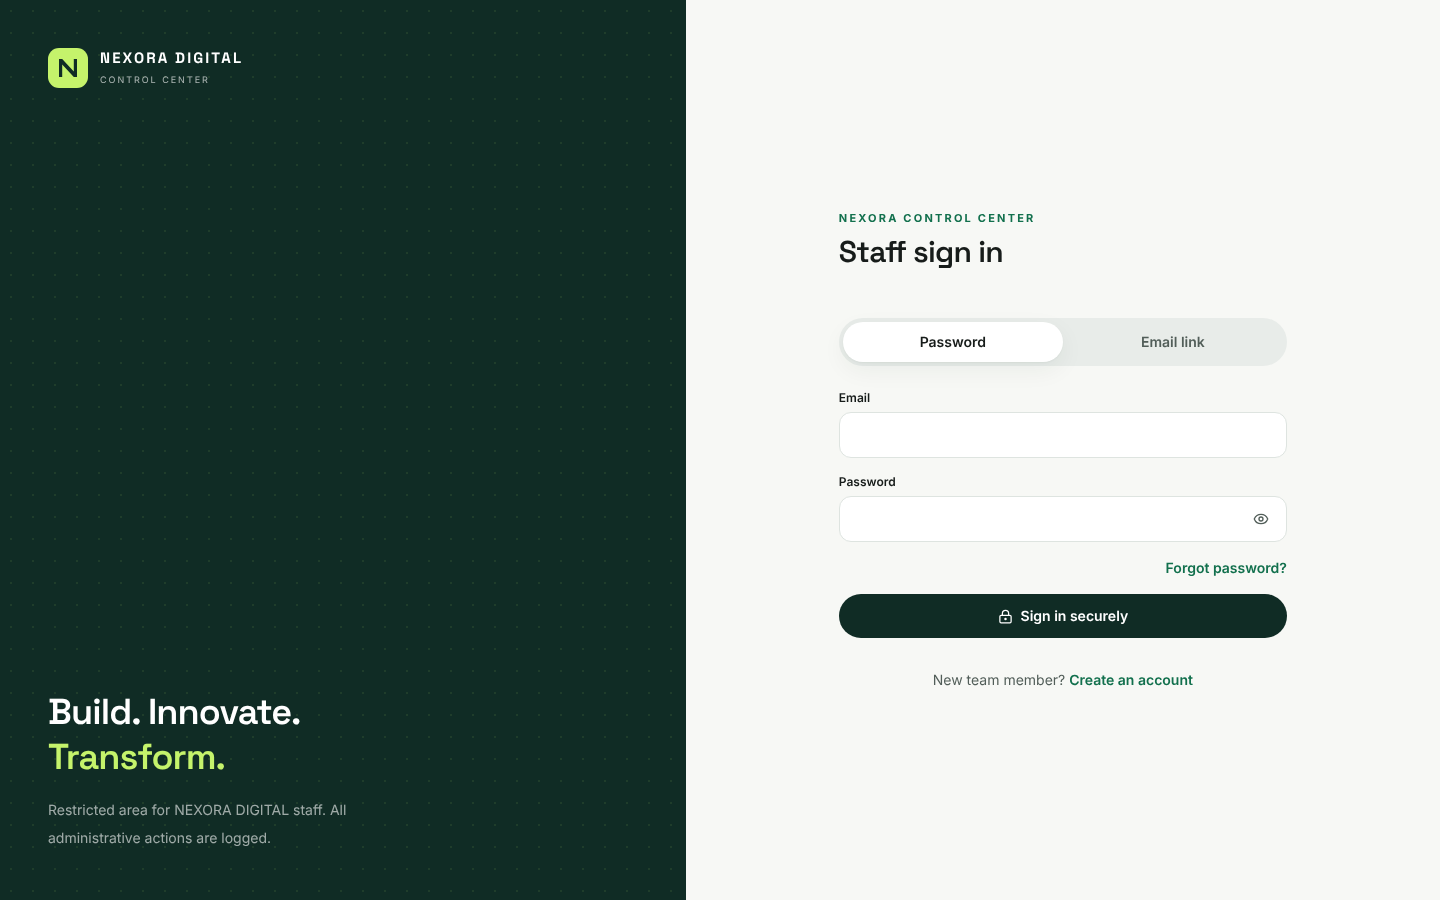 N
NEXORA DIGITAL
CONTROL CENTER
Build. Innovate.
Transform.
Restricted area for NEXORA DIGITAL staff. All
administrative actions are logged.
NEXORA CONTROL CENTER
Staff sign in
Password
Email link
Email
Password
Forgot password?
Sign in securely
New team member? Create an account